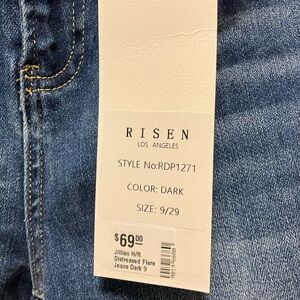 RISEN
LOS ANGELES
STYLE No:RDP1271
COLOR: DARK
SIZE: 9/29
$69.00
Jillian H/R
Distressed Flare
Jeans Dark 9